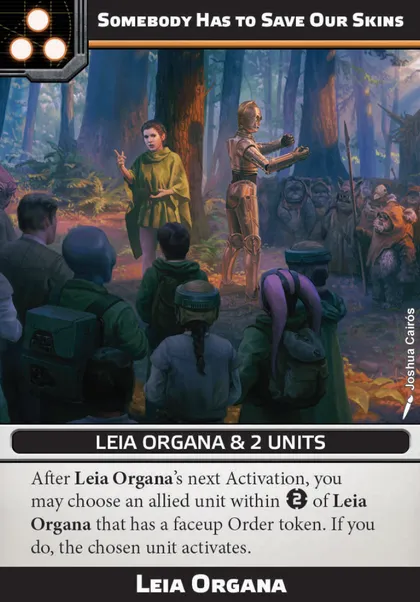 Somebody Has to Save Our Skins
Joshua Cairós
LEIA ORGANA & 2 UNITS
After Leia Organa's next Activation, you
may choose an allied unit within 2 of Leia
Organa that has a faceup Order token. If you
do, the chosen unit activates.
Leia Organa